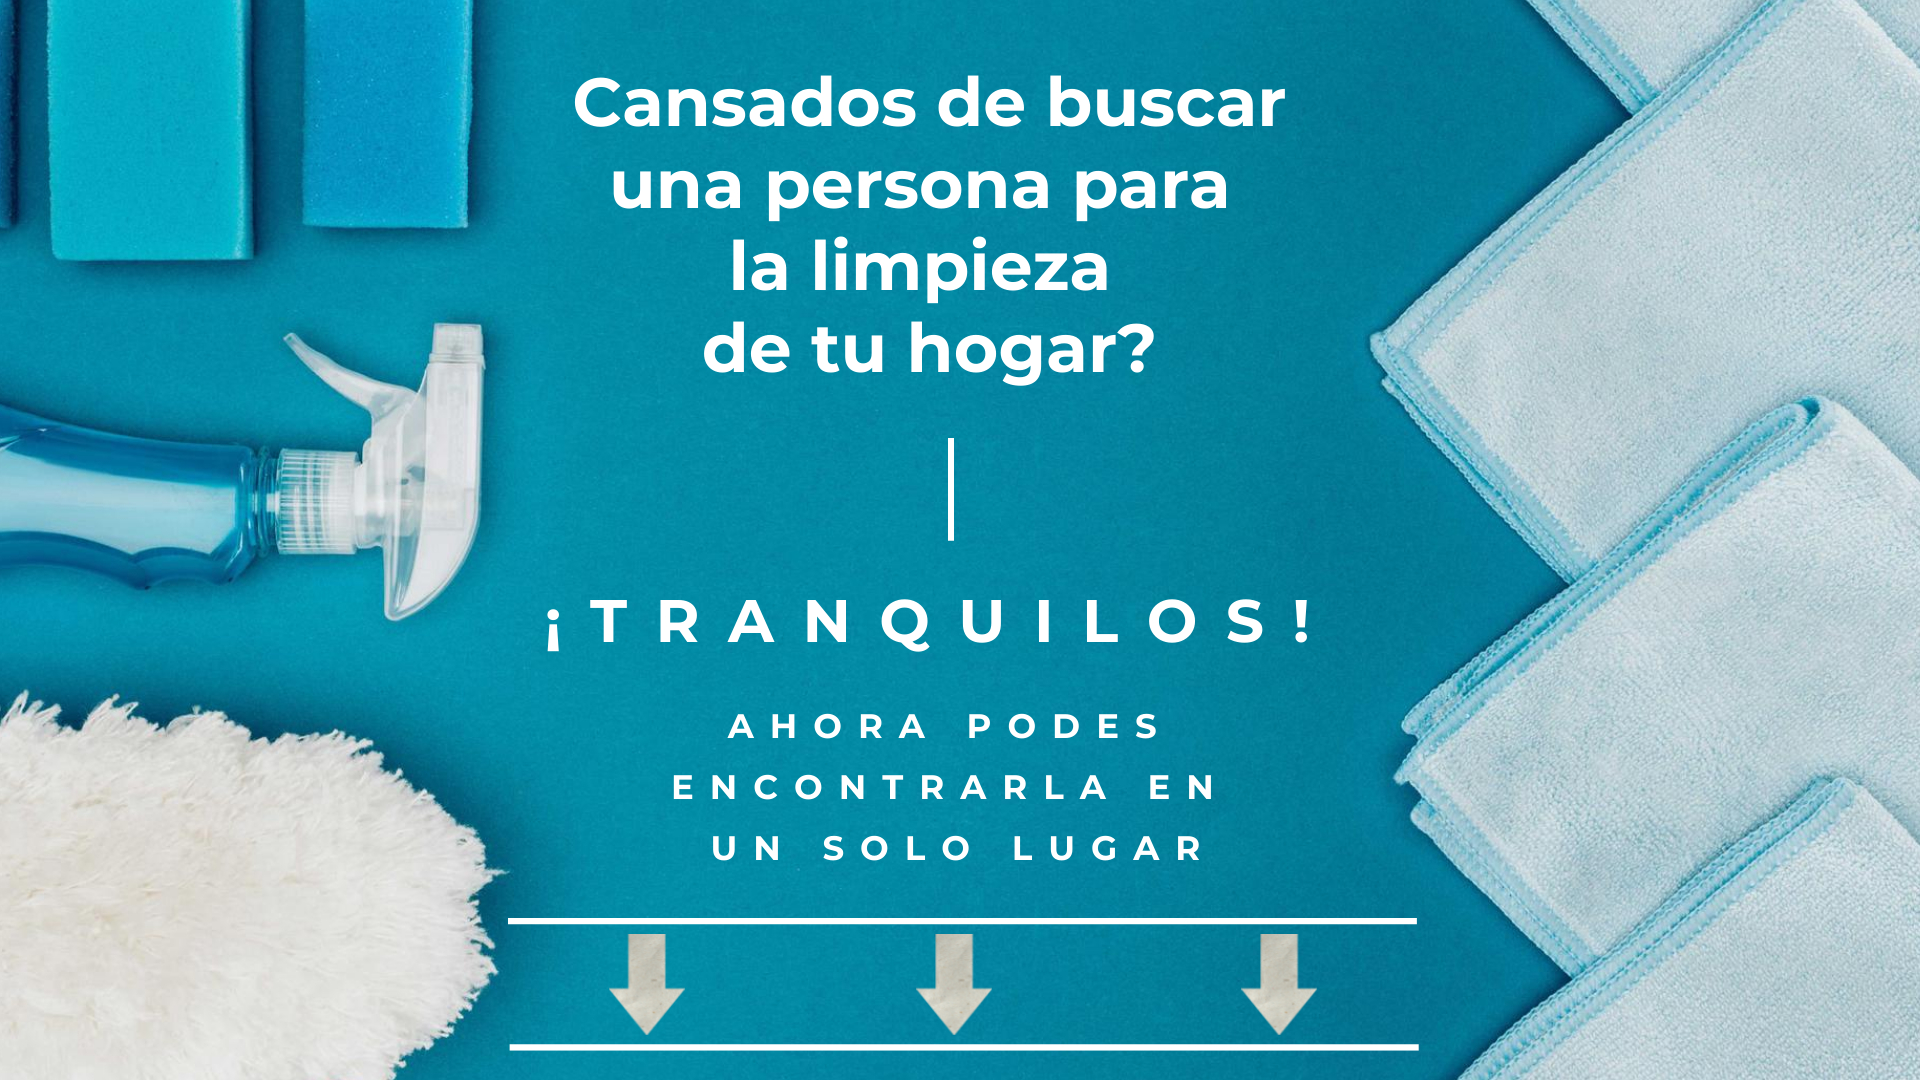 Cansados de buscar
una persona para
la limpieza
de tu hogar?
¡TRANQUILOS!
AHORA PODES
ENCONTRARLA EN
UN SOLO LUGAR